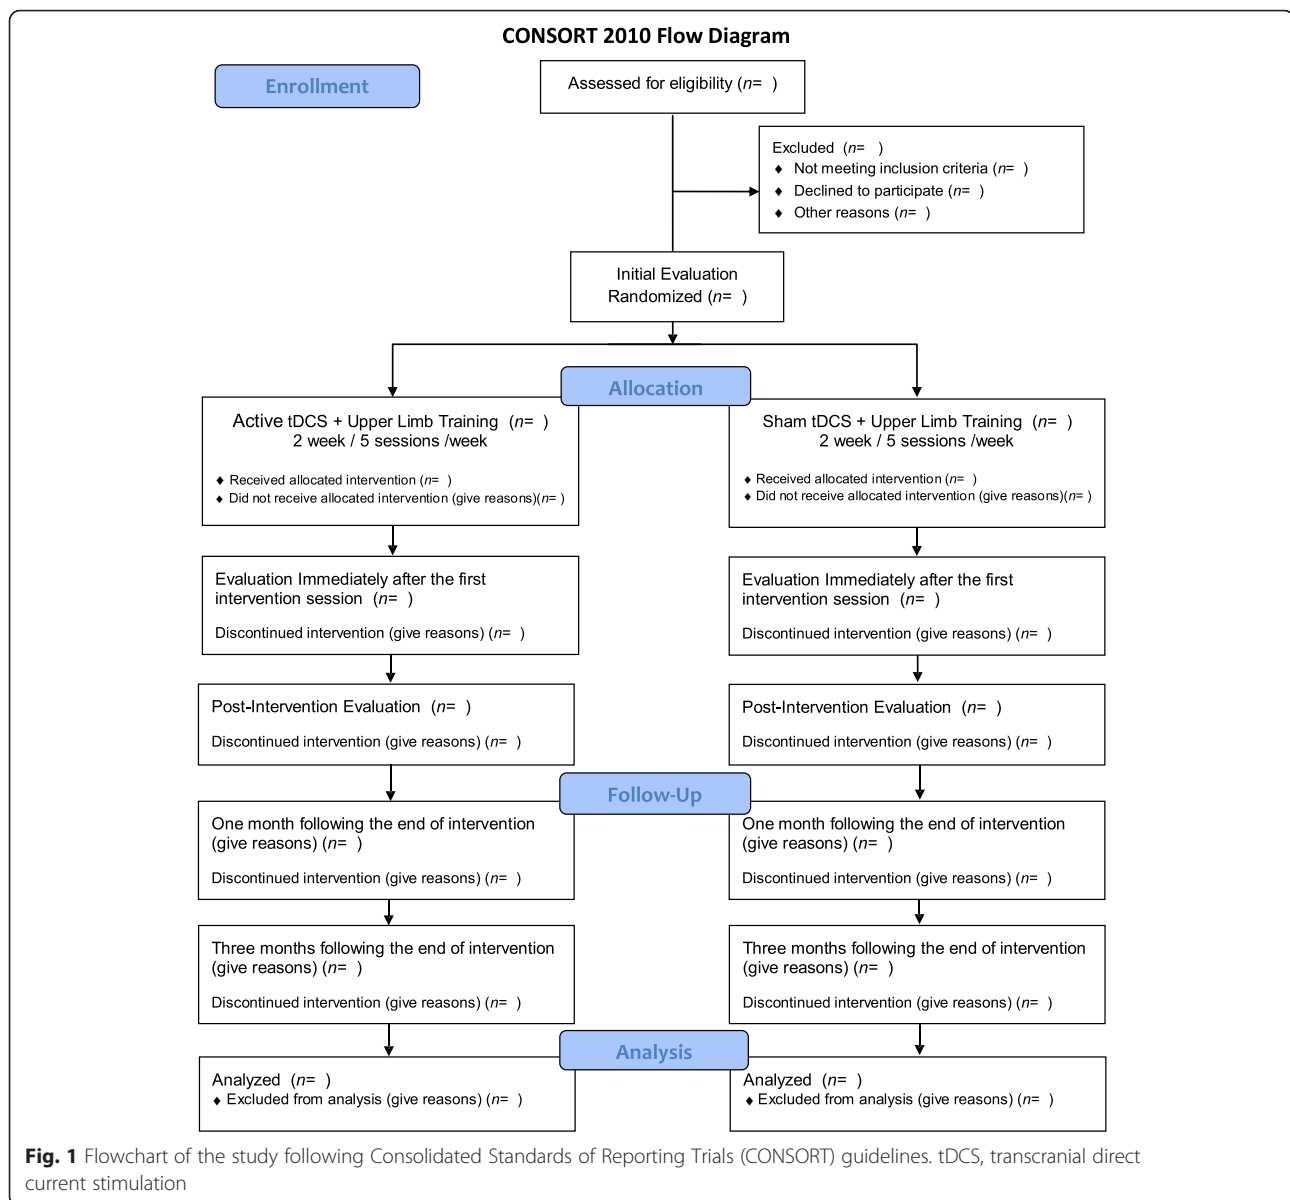 CONSORT 2010 Flow Diagram
Enrollment
Assessed for eligibility (n=  )
Excluded  (n=  )
♦ Not meeting inclusion criteria (n=  )
♦ Declined to participate (n=  )
♦ Other reasons (n=  )
Initial Evaluation
Randomized (n=  )
Allocation
Active tDCS + Upper Limb Training  (n=  )
2 week / 5 sessions /week
♦ Received allocated intervention (n=  )
♦ Did not receive allocated intervention (give reasons)(n= )
Sham tDCS + Upper Limb Training  (n=  )
2 week / 5 sessions /week
♦ Received allocated intervention (n=  )
♦ Did not receive allocated intervention (give reasons)(n= )
Evaluation Immediately after the first
intervention session  (n=  )
Discontinued intervention (give reasons) (n=  )
Evaluation Immediately after the first
intervention session  (n=  )
Discontinued intervention (give reasons) (n=  )
Post-Intervention Evaluation  (n=  )
Discontinued intervention (give reasons) (n=  )
Post-Intervention Evaluation  (n=  )
Discontinued intervention (give reasons) (n=  )
Follow-Up
One month following the end of intervention
(give reasons) (n=  )
Discontinued intervention (give reasons) (n=  )
One month following the end of intervention
(give reasons) (n=  )
Discontinued intervention (give reasons) (n=  )
Three months following the end of intervention
(give reasons) (n=  )
Discontinued intervention (give reasons) (n=  )
Three months following the end of intervention
(give reasons) (n=  )
Discontinued intervention (give reasons) (n=  )
Analysis
Analyzed  (n=  )
♦ Excluded from analysis (give reasons) (n=  )
Analyzed  (n=  )
♦ Excluded from analysis (give reasons) (n=  )
Fig. 1 Flowchart of the study following Consolidated Standards of Reporting Trials (CONSORT) guidelines. tDCS, transcranial direct
current stimulation